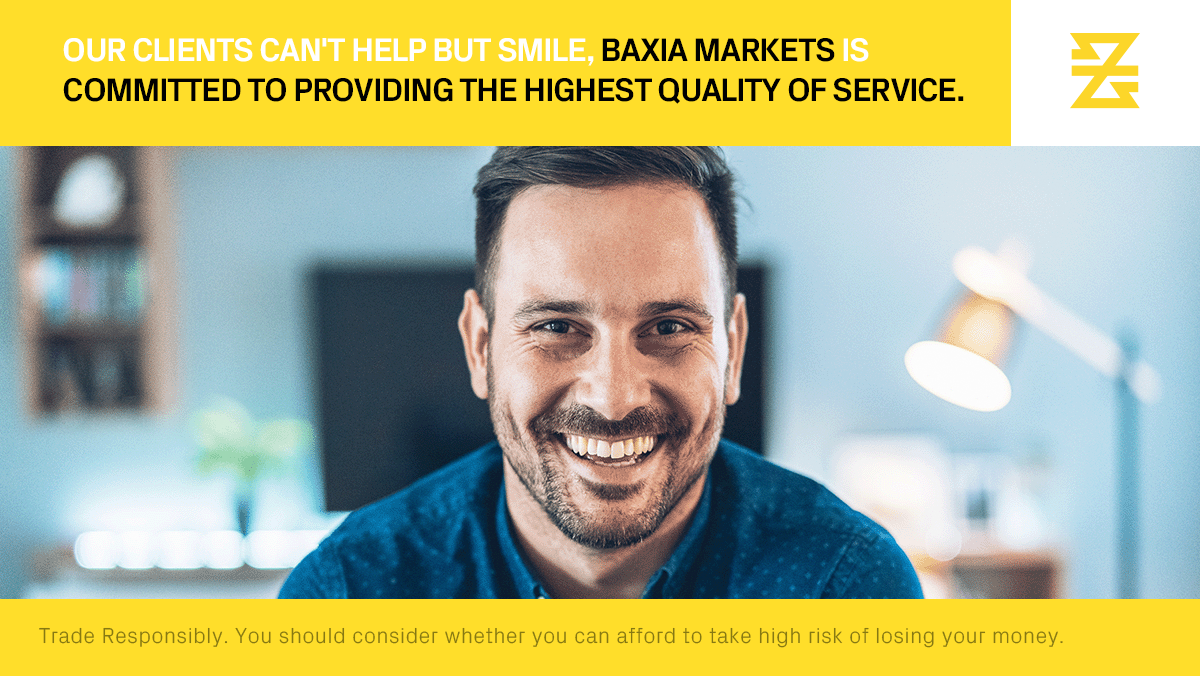 OUR CLIENTS CAN'T HELP BUT SMILE, BAXIA MARKETS IS
COMMITTED TO PROVIDING THE HIGHEST QUALITY OF SERVICE.
Trade Responsibly. You should consider whether you can afford to take high risk of losing your money.